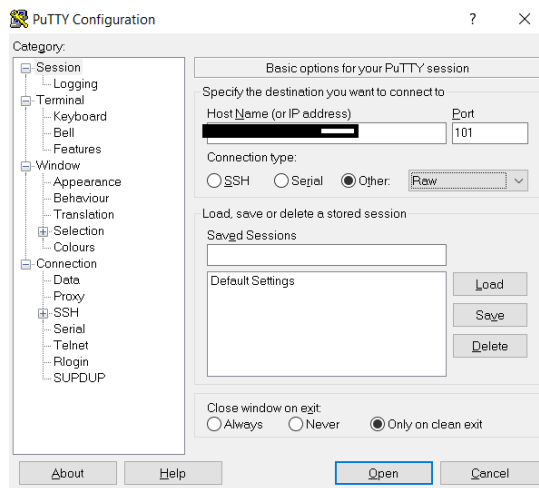 PuTTY Configuration
?
Category:
Session
Logging
Terminal
Keyboard
Bell
Features
Window
Appearance
Behaviour
Translation
Selection
Colours
Connection
Data
Proxy
SSH
Serial
Telnet
Rlogin
SUPDUP
Basic options for your PuTTY session
Specify the destination you want to connect to
Host Name (or IP address) Port
101
Connection type:
SSH Serial Other: Raw
Load, save or delete a stored session
Saved Sessions
Default Settings
Load
Save
Delete
Close window on exit:
Always Never Only on clean exit
About Help Open Cancel